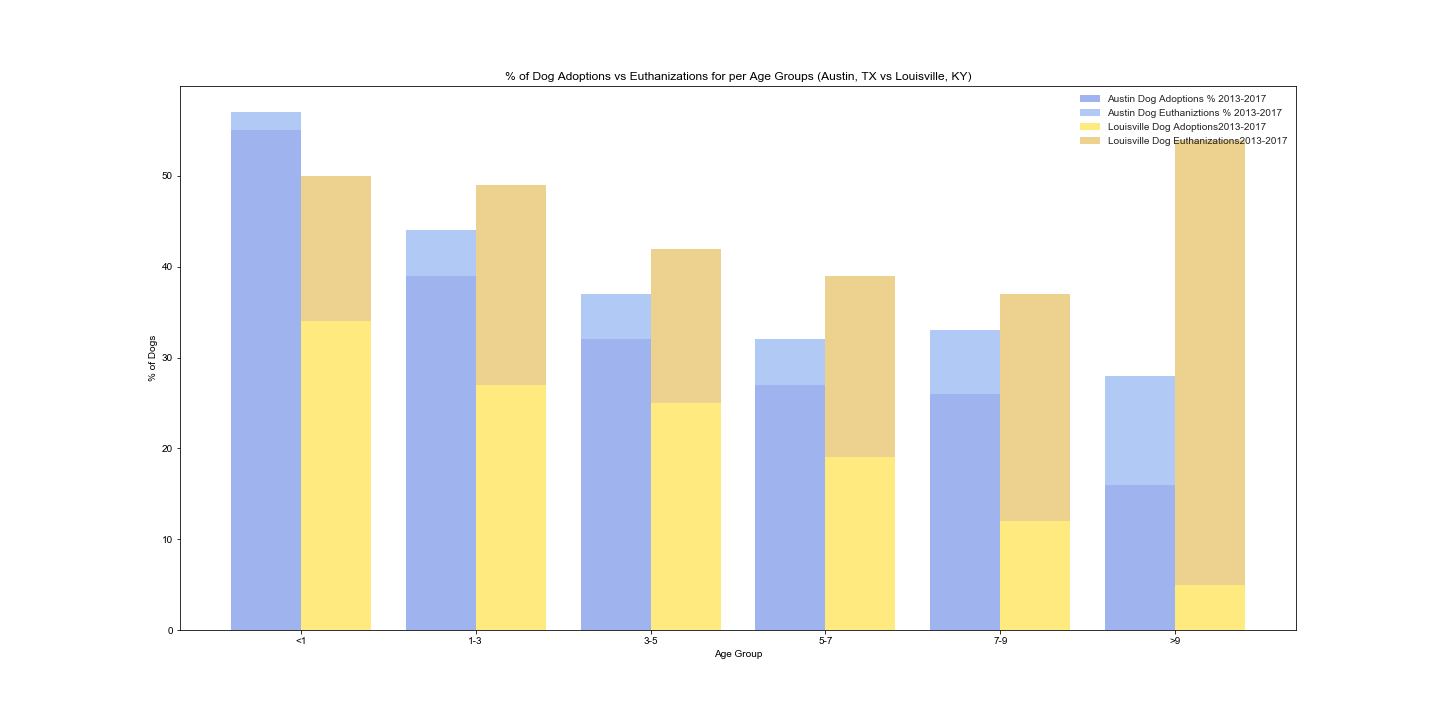 % of Dog Adoptions vs Euthanizations for per Age Groups (Austin, TX vs Louisville, KY)
Austin Dog Adoptions % 2013-2017
Austin Dog Euthaniztions % 2013-2017
Louisville Dog Adoptions2013-2017
Louisville Dog Euthanizations2013-2017
% of Dogs
50
40
30
20
10
0
<1
1-3
3-5
5-7
7-9
>9
Age Group